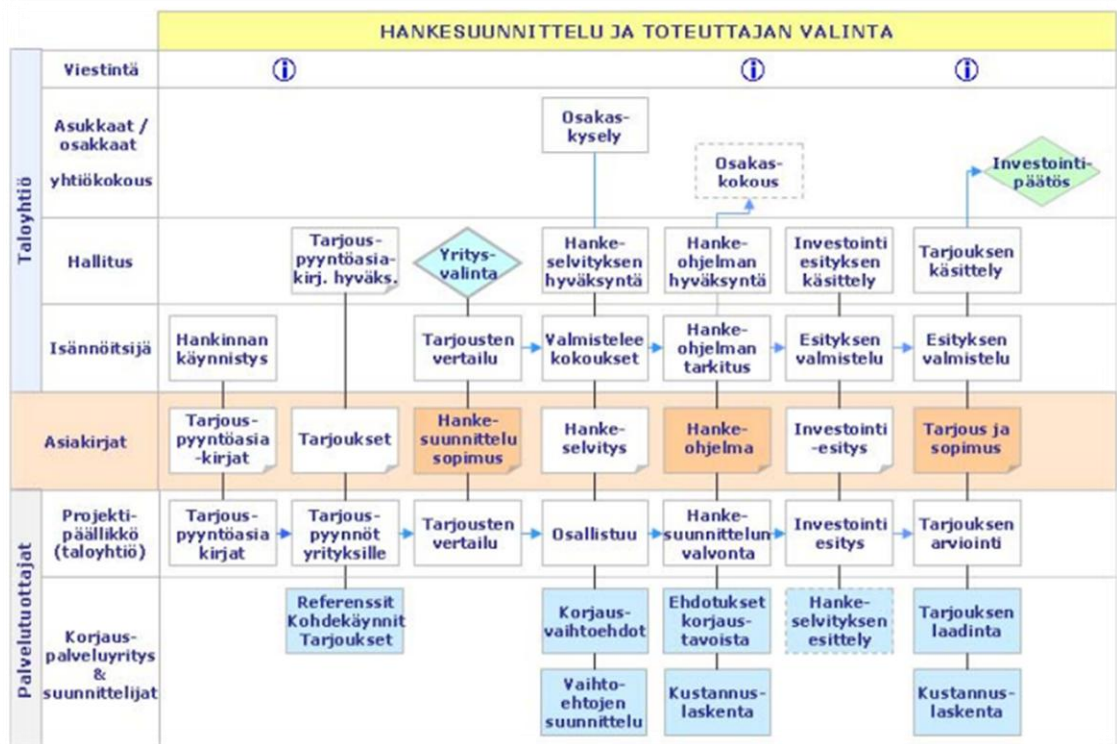 HANKESUUNNITTELU JA TOTEUTTAJAN VALINTA
Taloyhtiö
Viestintä
i
i
i
Asukkaat /
osakkaat
yhtiökokous
Osakas-
kysely
Osakas-
kokous
Investointi-
päätös
Hallitus
Tarjous-
pyyntöasia-
kirj. hyväks.
Yritys-
valinta
Hanke-
selvityksen
hyväksyntä
Hanke-
ohjelman
hyväksyntä
Investointi
esityksen
käsittely
Tarjouksen
käsittely
Isännöitsijä
Hankinnan
käynnistys
Tarjousten
vertailu
Valmistelee
kokoukset
Hanke-
ohjelman
tarkitus
Esityksen
valmistelu
Esityksen
valmistelu
Asiakirjat
Tarjous-
pyyntöasia
-kirjat
Tarjoukset
Hanke-
suunnittelu
sopimus
Hanke-
selvitys
Hanke-
ohjelma
Investointi
-esitys
Tarjous ja
sopimus
Palvelutuottajat
Projekti-
päällikkö
(taloyhtiö)
Tarjous-
pyyntöasia
kirjat
Tarjous-
pyynnöt
yrityksille
Tarjousten
vertailu
Osallistuu
Hanke-
suunnittelun
valvonta
Investointi
esitys
Tarjouksen
arviointi
Korjaus-
palveluyritys
&
suunnittelijat
Referenssit
Kohdekäynnit
Tarjoukset
Korjaus-
vaihtoehdot
Ehdotukset
korjaus-
tavoista
Hanke-
selvityksen
esittely
Tarjouksen
laadinta
Vaihto-
ehtojen
suunnittelu
Kustannus-
laskenta
Kustannus-
laskenta